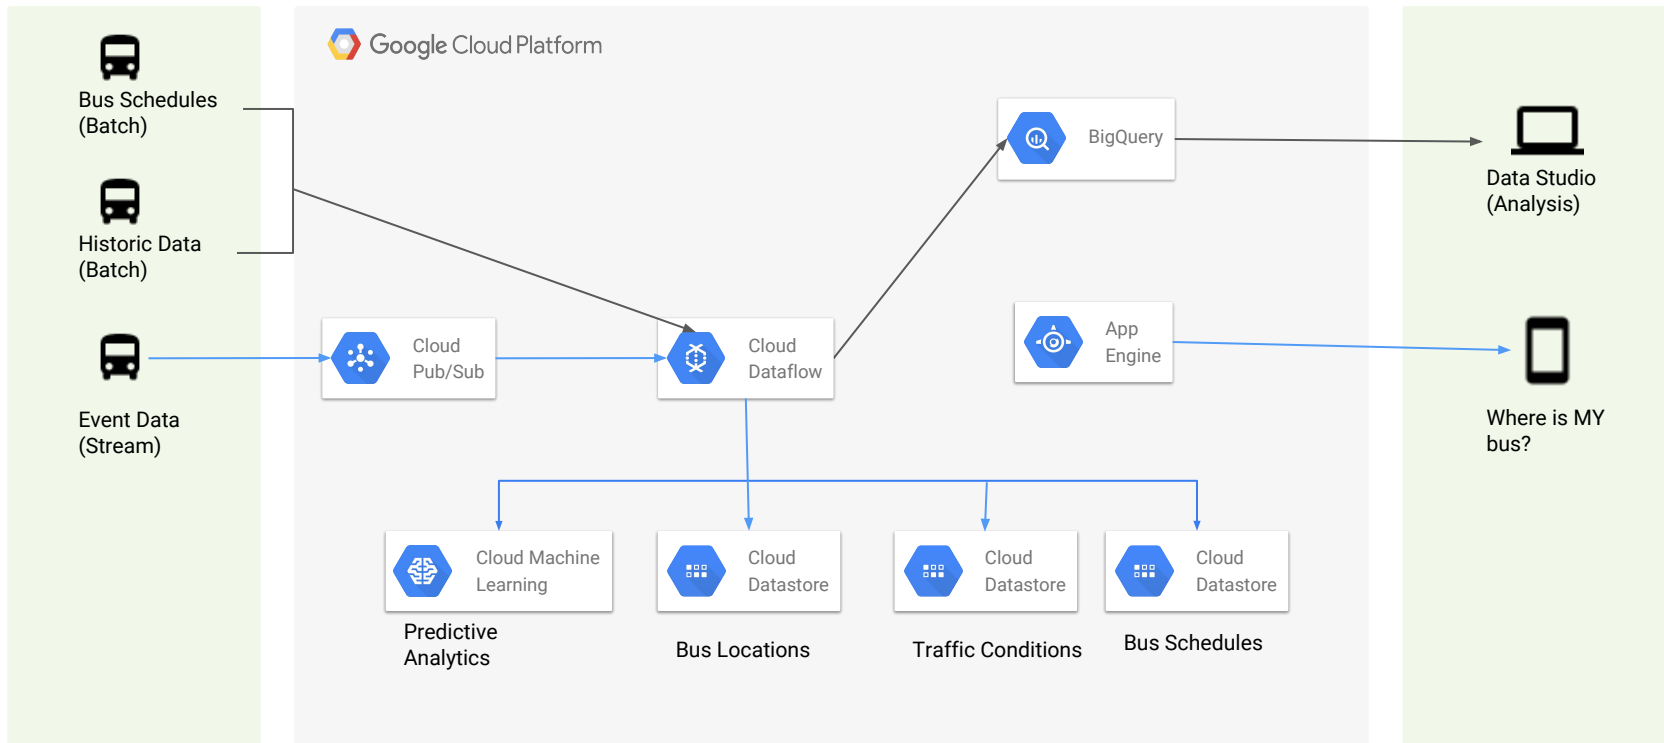 Google Cloud Platform
Bus Schedules
(Batch)
Historic Data
(Batch)
Event Data
(Stream)
Cloud
Pub/Sub
Cloud
Dataflow
BigQuery
App
Engine
Data Studio
(Analysis)
Where is MY
bus?
Cloud Machine
Learning
Predictive
Analytics
Cloud
Datastore
Bus Locations
Cloud
Datastore
Traffic Conditions
Cloud
Datastore
Bus Schedules